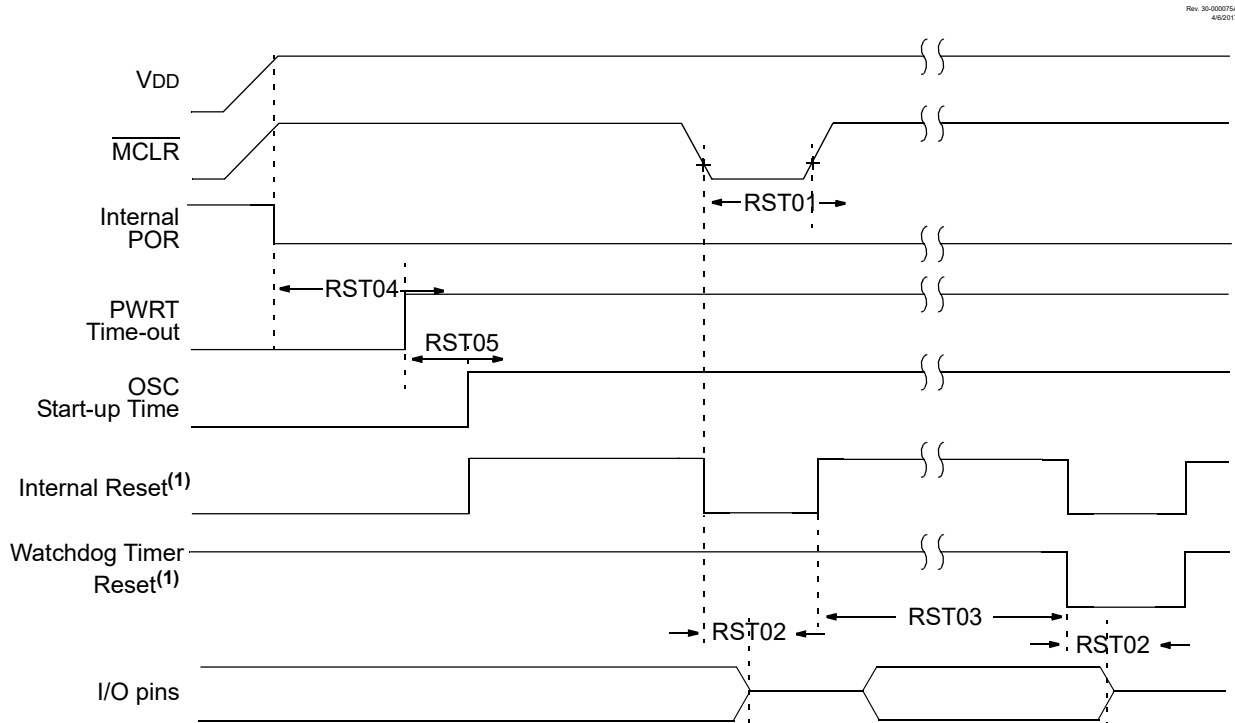 Rev. 30-000075A
4/6/2017
VDD
MCLR
RST01
Internal
POR
RST04
PWRT
Time-out
RST05
OSC
Start-up Time
Internal Reset(1)
Watchdog Timer
Reset(1)
RST02
RST03
RST02
I/O pins